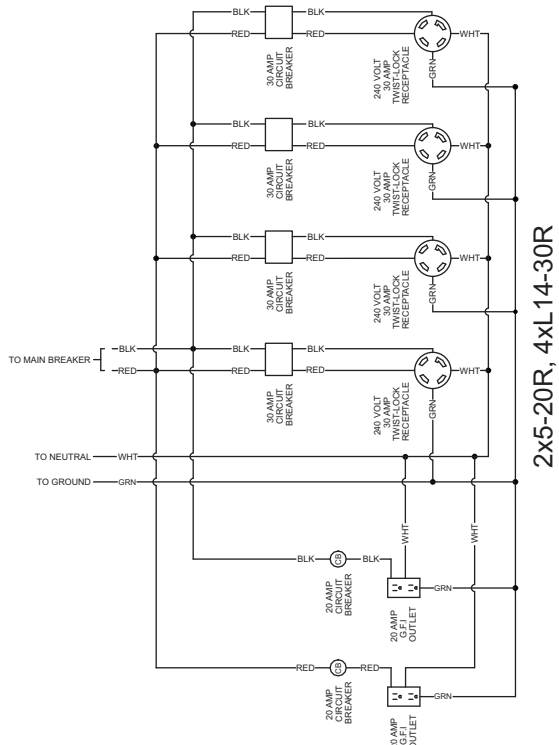 BLK
BLK
RED
RED
WHT
GRN
30 AMP
CIRCUIT
BREAKER
240 VOLT
30 AMP
TWIST-LOCK
RECEPTACLE
BLK
BLK
RED
RED
WHT
GRN
30 AMP
CIRCUIT
BREAKER
240 VOLT
30 AMP
TWIST-LOCK
RECEPTACLE
BLK
BLK
RED
RED
WHT
GRN
30 AMP
CIRCUIT
BREAKER
240 VOLT
30 AMP
TWIST-LOCK
RECEPTACLE
TO MAIN BREAKER
BLK
RED
BLK
BLK
RED
RED
WHT
GRN
30 AMP
CIRCUIT
BREAKER
240 VOLT
30 AMP
TWIST-LOCK
RECEPTACLE
TO NEUTRAL
WHT
TO GROUND
GRN
WHT
WHT
BLK
CB
BLK
GRN
20 AMP
CIRCUIT
BREAKER
20 AMP
G.F.I
OUTLET
RED
CB
RED
GRN
20 AMP
CIRCUIT
BREAKER
20 AMP
G.F.I
OUTLET
2x5-20R, 4xL14-30R